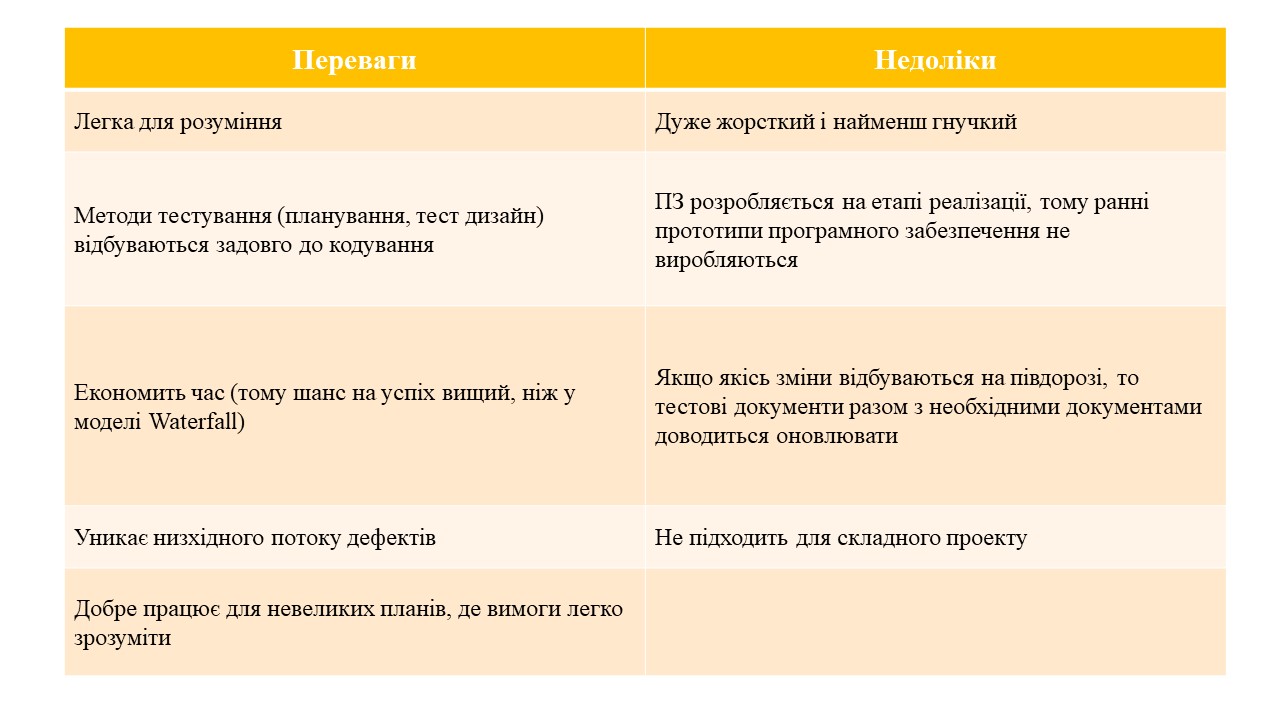 Переваги
Недоліки
Легка для розуміння
Дуже жорсткий і найменш гнучкий
Методи тестування (планування, тест дизайн)
відбуваються задовго до кодування
ПЗ розробляється на етапі реалізації, тому ранні
прототипи програмного забезпечення не
виробляються
Економить час (тому шанс на успіх вищий, ніж у
моделі Waterfall)
Якщо якісь зміни відбуваються на півдорозі, то
тестові документи разом з необхідними документами
доводиться оновлювати
Уникає низхідного потоку дефектів
Не підходить для складного проекту
Добре працює для невеликих планів, де вимоги легко
зрозуміти